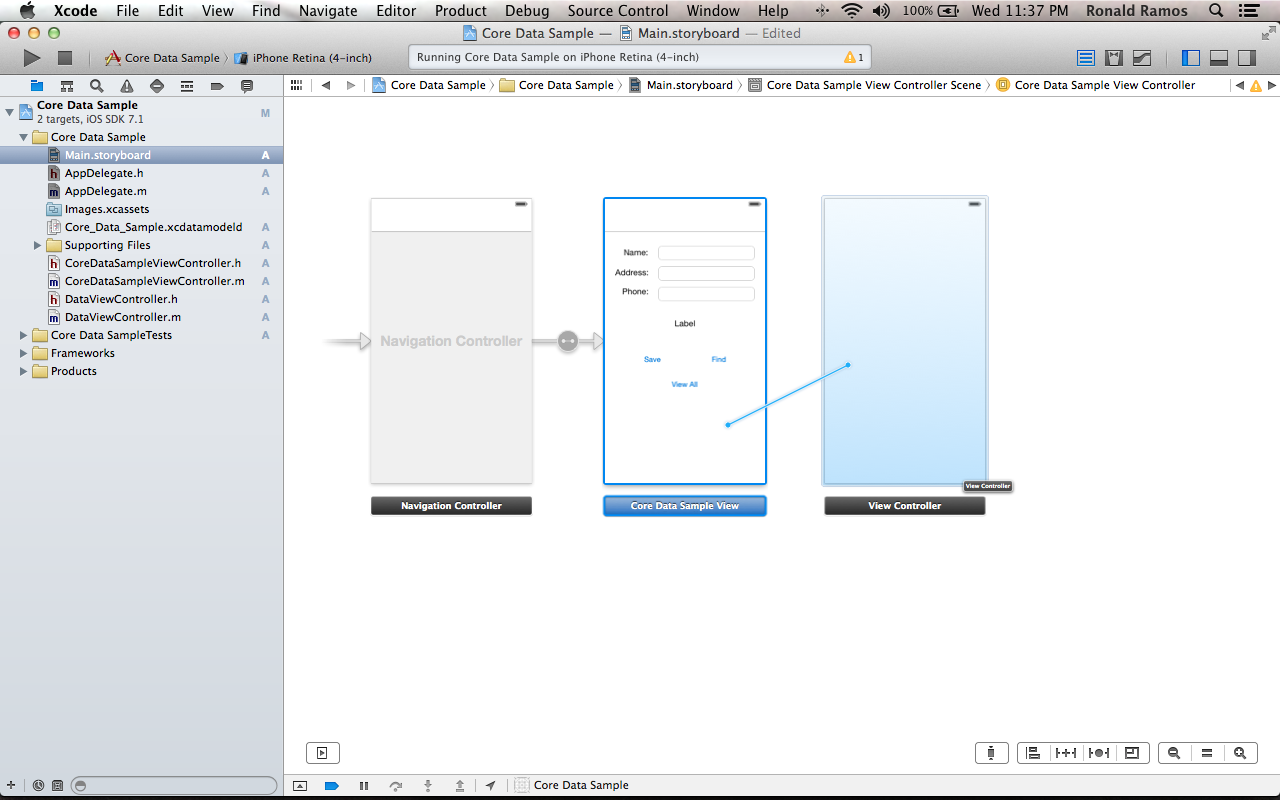 Xcode File Edit View Find Navigate Editor Product Debug Source Control Window Help 100% Wed 11:37 PM Ronald Ramos
Core Data Sample — Main.storyboard — Edited
Core Data Sample iPhone Retina (4-inch) Running Core Data Sample on iPhone Retina (4-inch) 1
Core Data Sample Core Data Sample Main.storyboard Core Data Sample View Controller Scene Core Data Sample View Controller
Core Data Sample
2 targets, iOS SDK 7.1 M
Core Data Sample
Main.storyboard A
h AppDelegate.h A
m AppDelegate.m A
Images.xcassets
Core_Data_Sample.xcdatamodeld A
Supporting Files A
h CoreDataSampleViewController.h A
m CoreDataSampleViewController.m A
h DataViewController.h A
m DataViewController.m A
Core Data SampleTests A
Frameworks
Products
Navigation Controller
Navigation Controller
Name:
Address:
Phone:
Label
Save Find
View All
Core Data Sample View
View Controller
View Controller
Core Data Sample